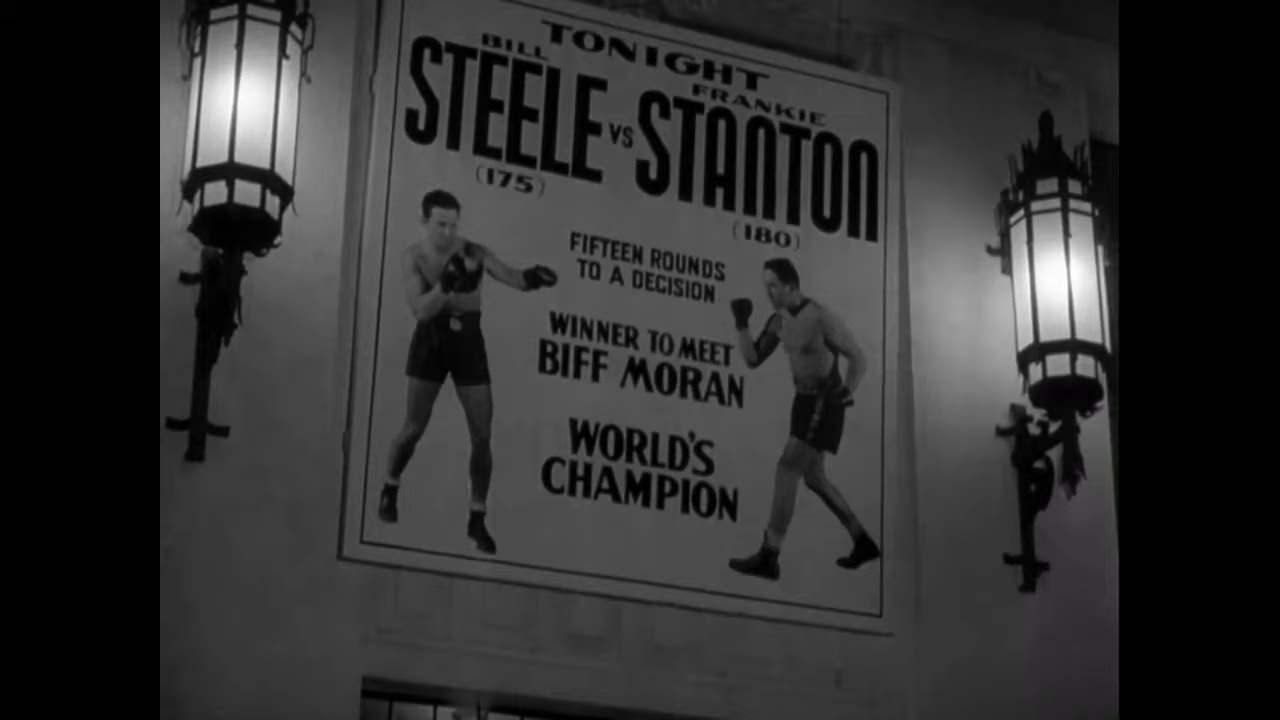 TONIGHT
BILL
STEELE
VS
FRANKIE
STANTON
(175)
(180)
FIFTEEN ROUNDS
TO A DECISION
WINNER TO MEET
BIFF MORAN
WORLD'S
CHAMPION